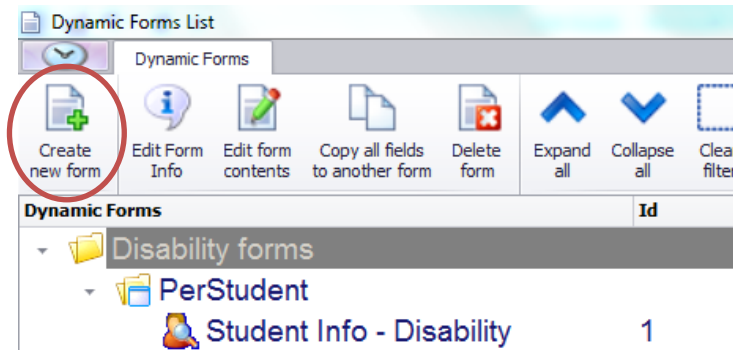 Dynamic Forms List
Dynamic Forms
Create new form
Edit Form Info
Edit form contents
Copy all fields to another form
Delete form
Expand all
Collapse all
Dynamic Forms Id
Disability forms
PerStudent
Student Info - Disability 1